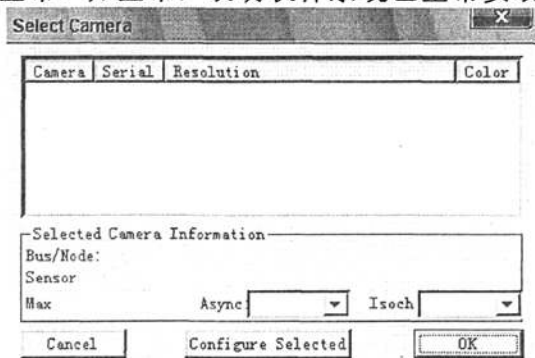 Select Camera
Camera Serial Resolution Color
Selected Camera Information
Bus/Node:
Sensor
Max Async Isoch
Cancel Configure Selected OK